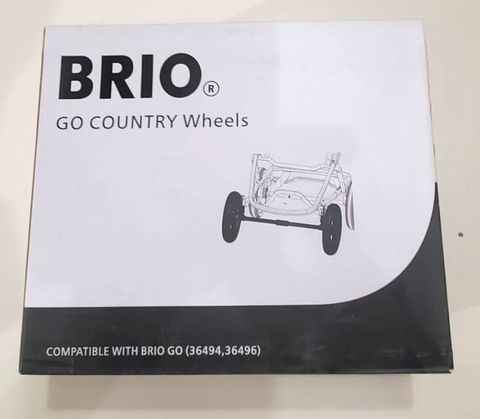 BRIO®
GO COUNTRY Wheels
COMPATIBLE WITH BRIO GO (36494,36496)